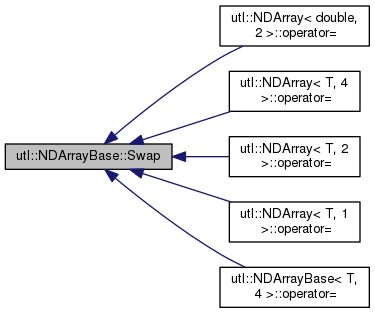 utl::NDArray< double,
2 >::operator=
utl::NDArray< T, 4
>::operator=
utl::NDArrayBase::Swap
utl::NDArray< T, 2
>::operator=
utl::NDArray< T, 1
>::operator=
utl::NDArrayBase< T,
4 >::operator=